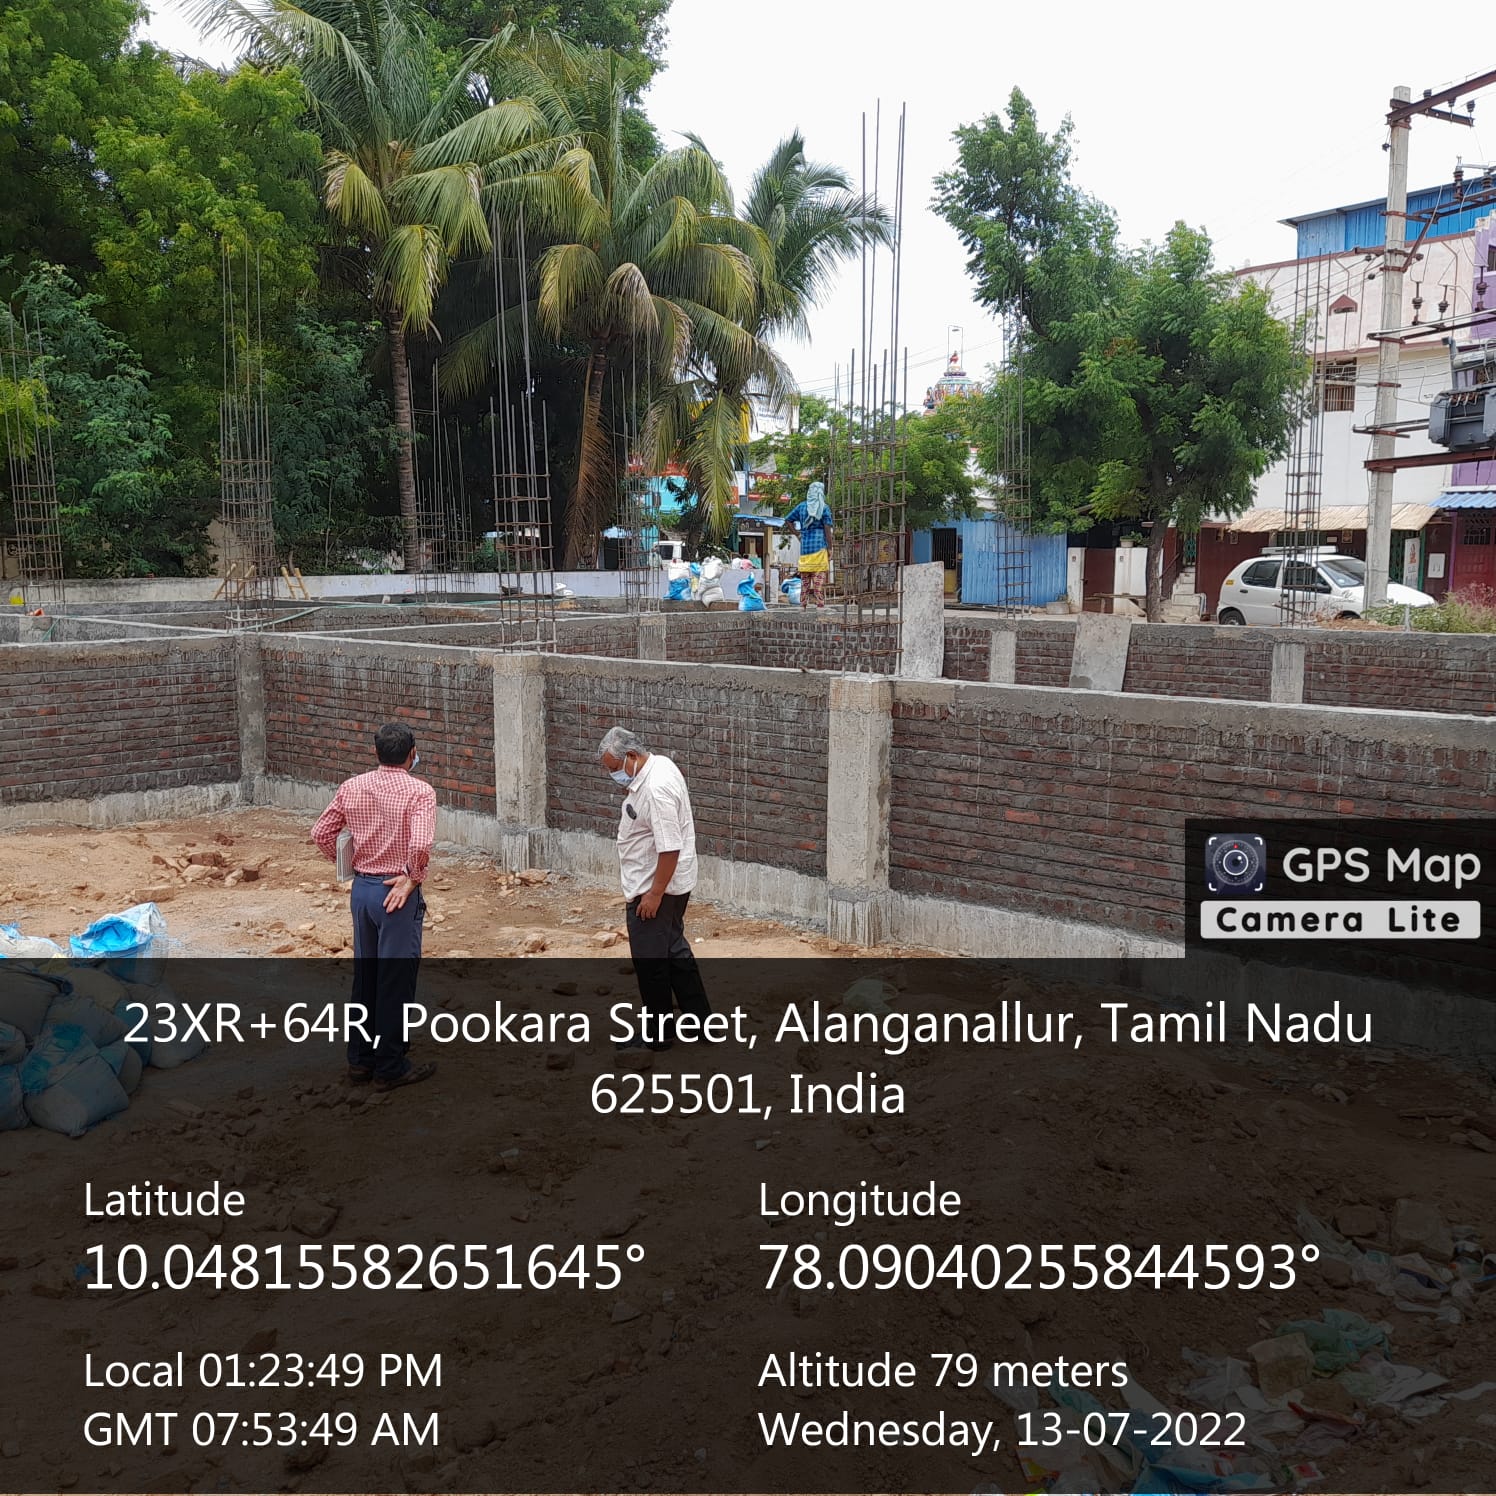 GPS Map
Camera Lite
23XR+64R, Pookara Street, Alanganallur, Tamil Nadu
625501, India
Latitude
10.04815582651645°
Longitude
78.09040255844593°
Local 01:23:49 PM
GMT 07:53:49 AM
Altitude 79 meters
Wednesday, 13-07-2022